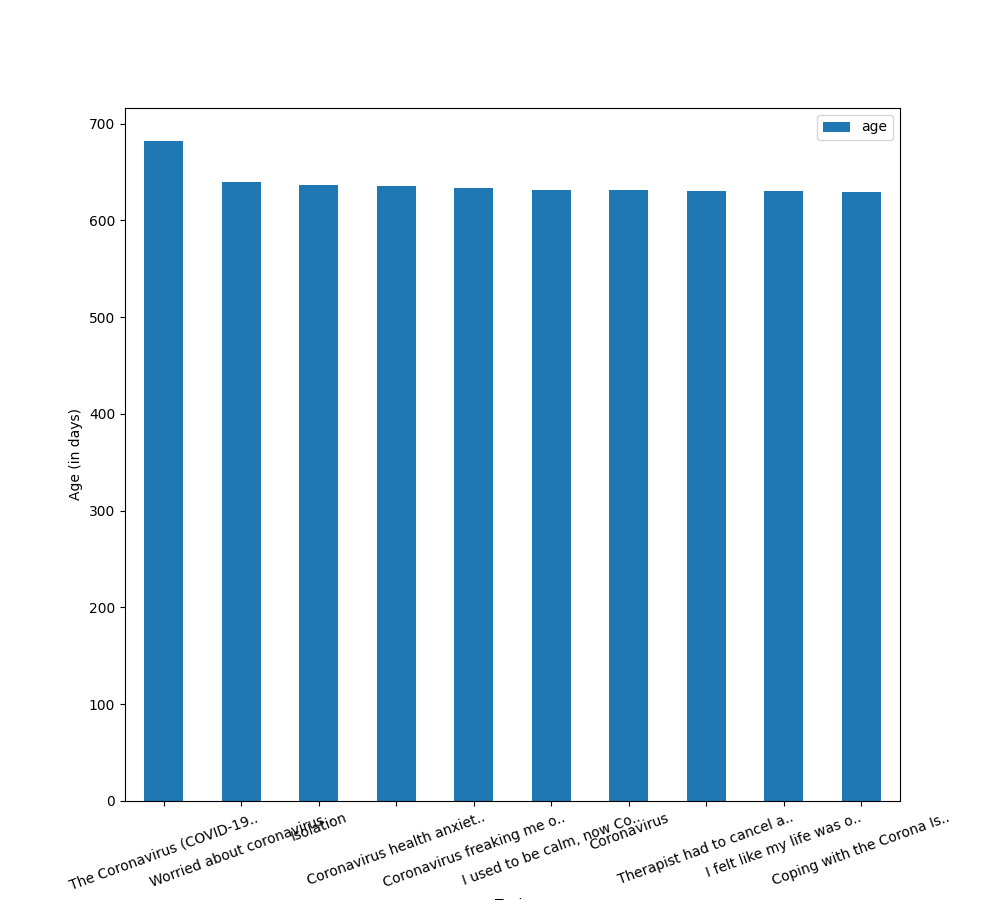 age
700
600
500
400
300
200
100
0
Age (in days)
The Coronavirus (COVID-19..
Worried about coronavirus
Isolation
Coronavirus health anxiet..
Coronavirus freaking me o..
I used to be calm, now Co..
Coronavirus
Therapist had to cancel a..
I felt like my life was o..
Coping with the Corona Is..